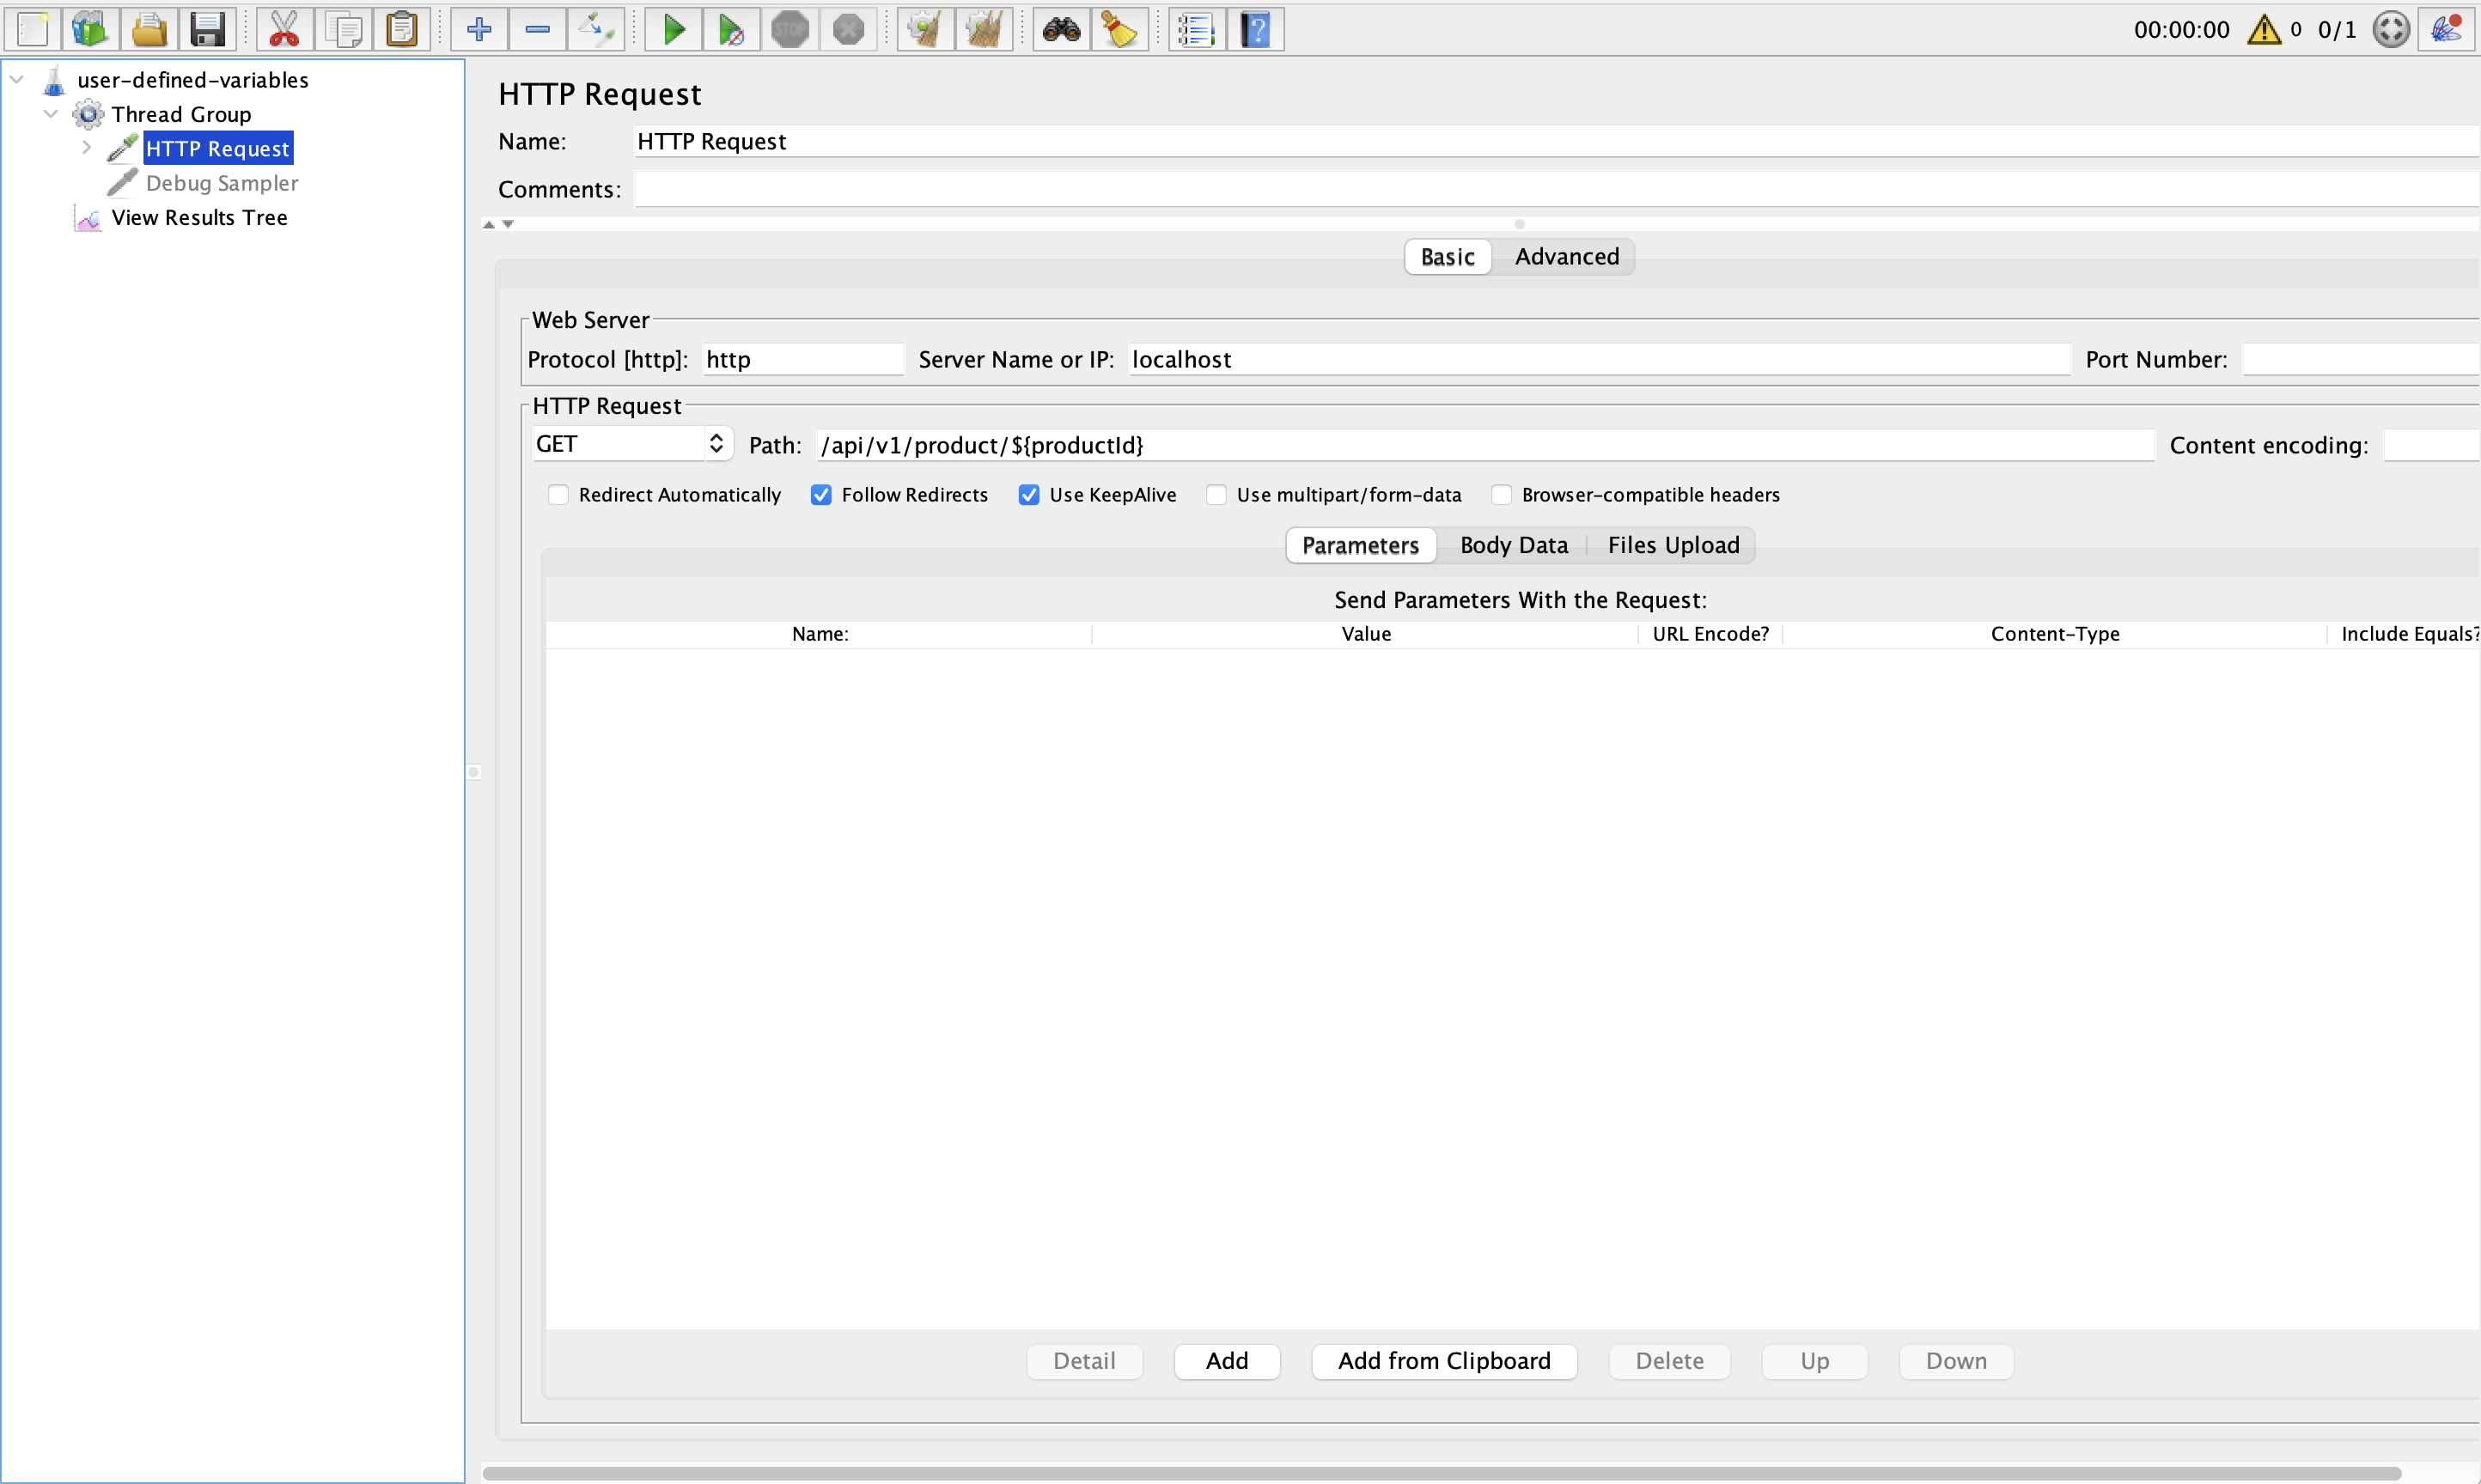 STOP
00:00:00 0 0/1
user-defined-variables
Thread Group
HTTP Request
Debug Sampler
View Results Tree
HTTP Request
Name: HTTP Request
Comments:
Basic Advanced
Web Server
Protocol [http]: http Server Name or IP: localhost Port Number:
HTTP Request
GET Path: /api/v1/product/${productId} Content encoding:
Redirect Automatically Follow Redirects Use KeepAlive Use multipart/form-data Browser-compatible headers
Parameters Body Data Files Upload
Send Parameters With the Request:
Name: Value URL Encode? Content-Type Include Equals?
Detail Add Add from Clipboard Delete Up Down